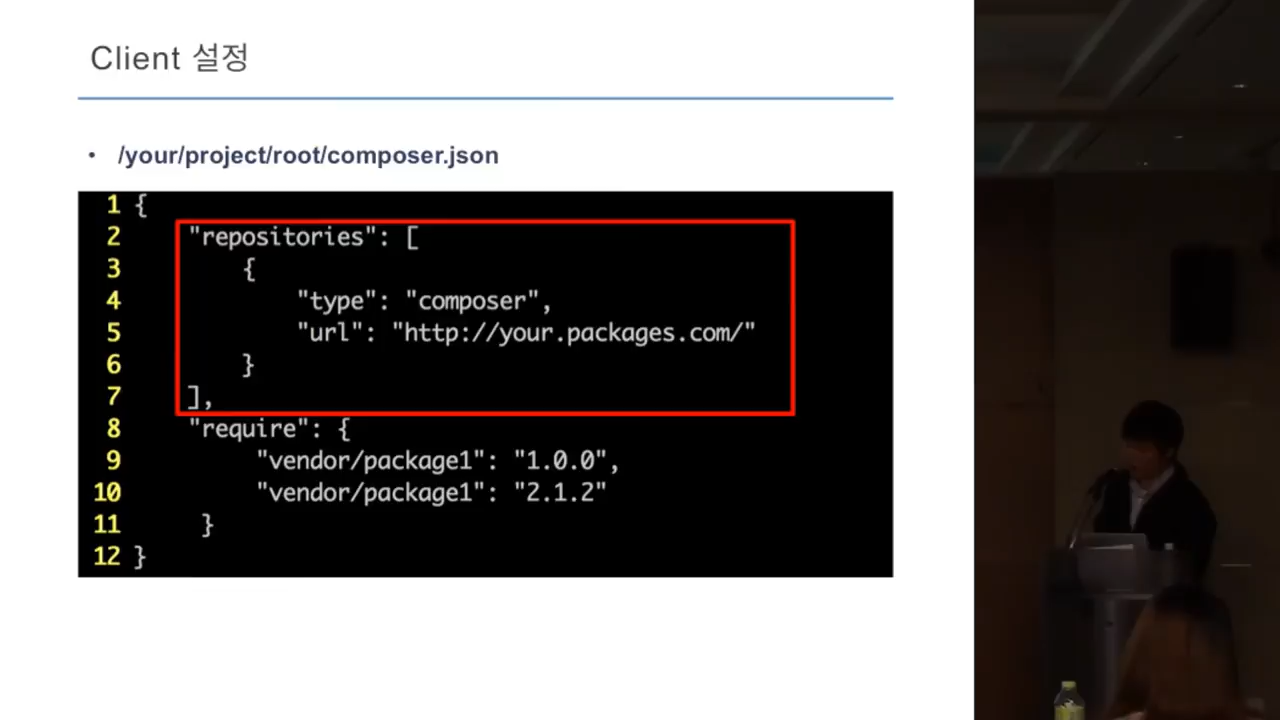 Client 설정
• /your/project/root/composer.json
1 {
2 "repositories": [
3 {
4 "type": "composer",
5 "url": "http://your.packages.com/"
6 }
7 ],
8 "require": {
9 "vendor/package1": "1.0.0",
10 "vendor/package1": "2.1.2"
11 }
12 }